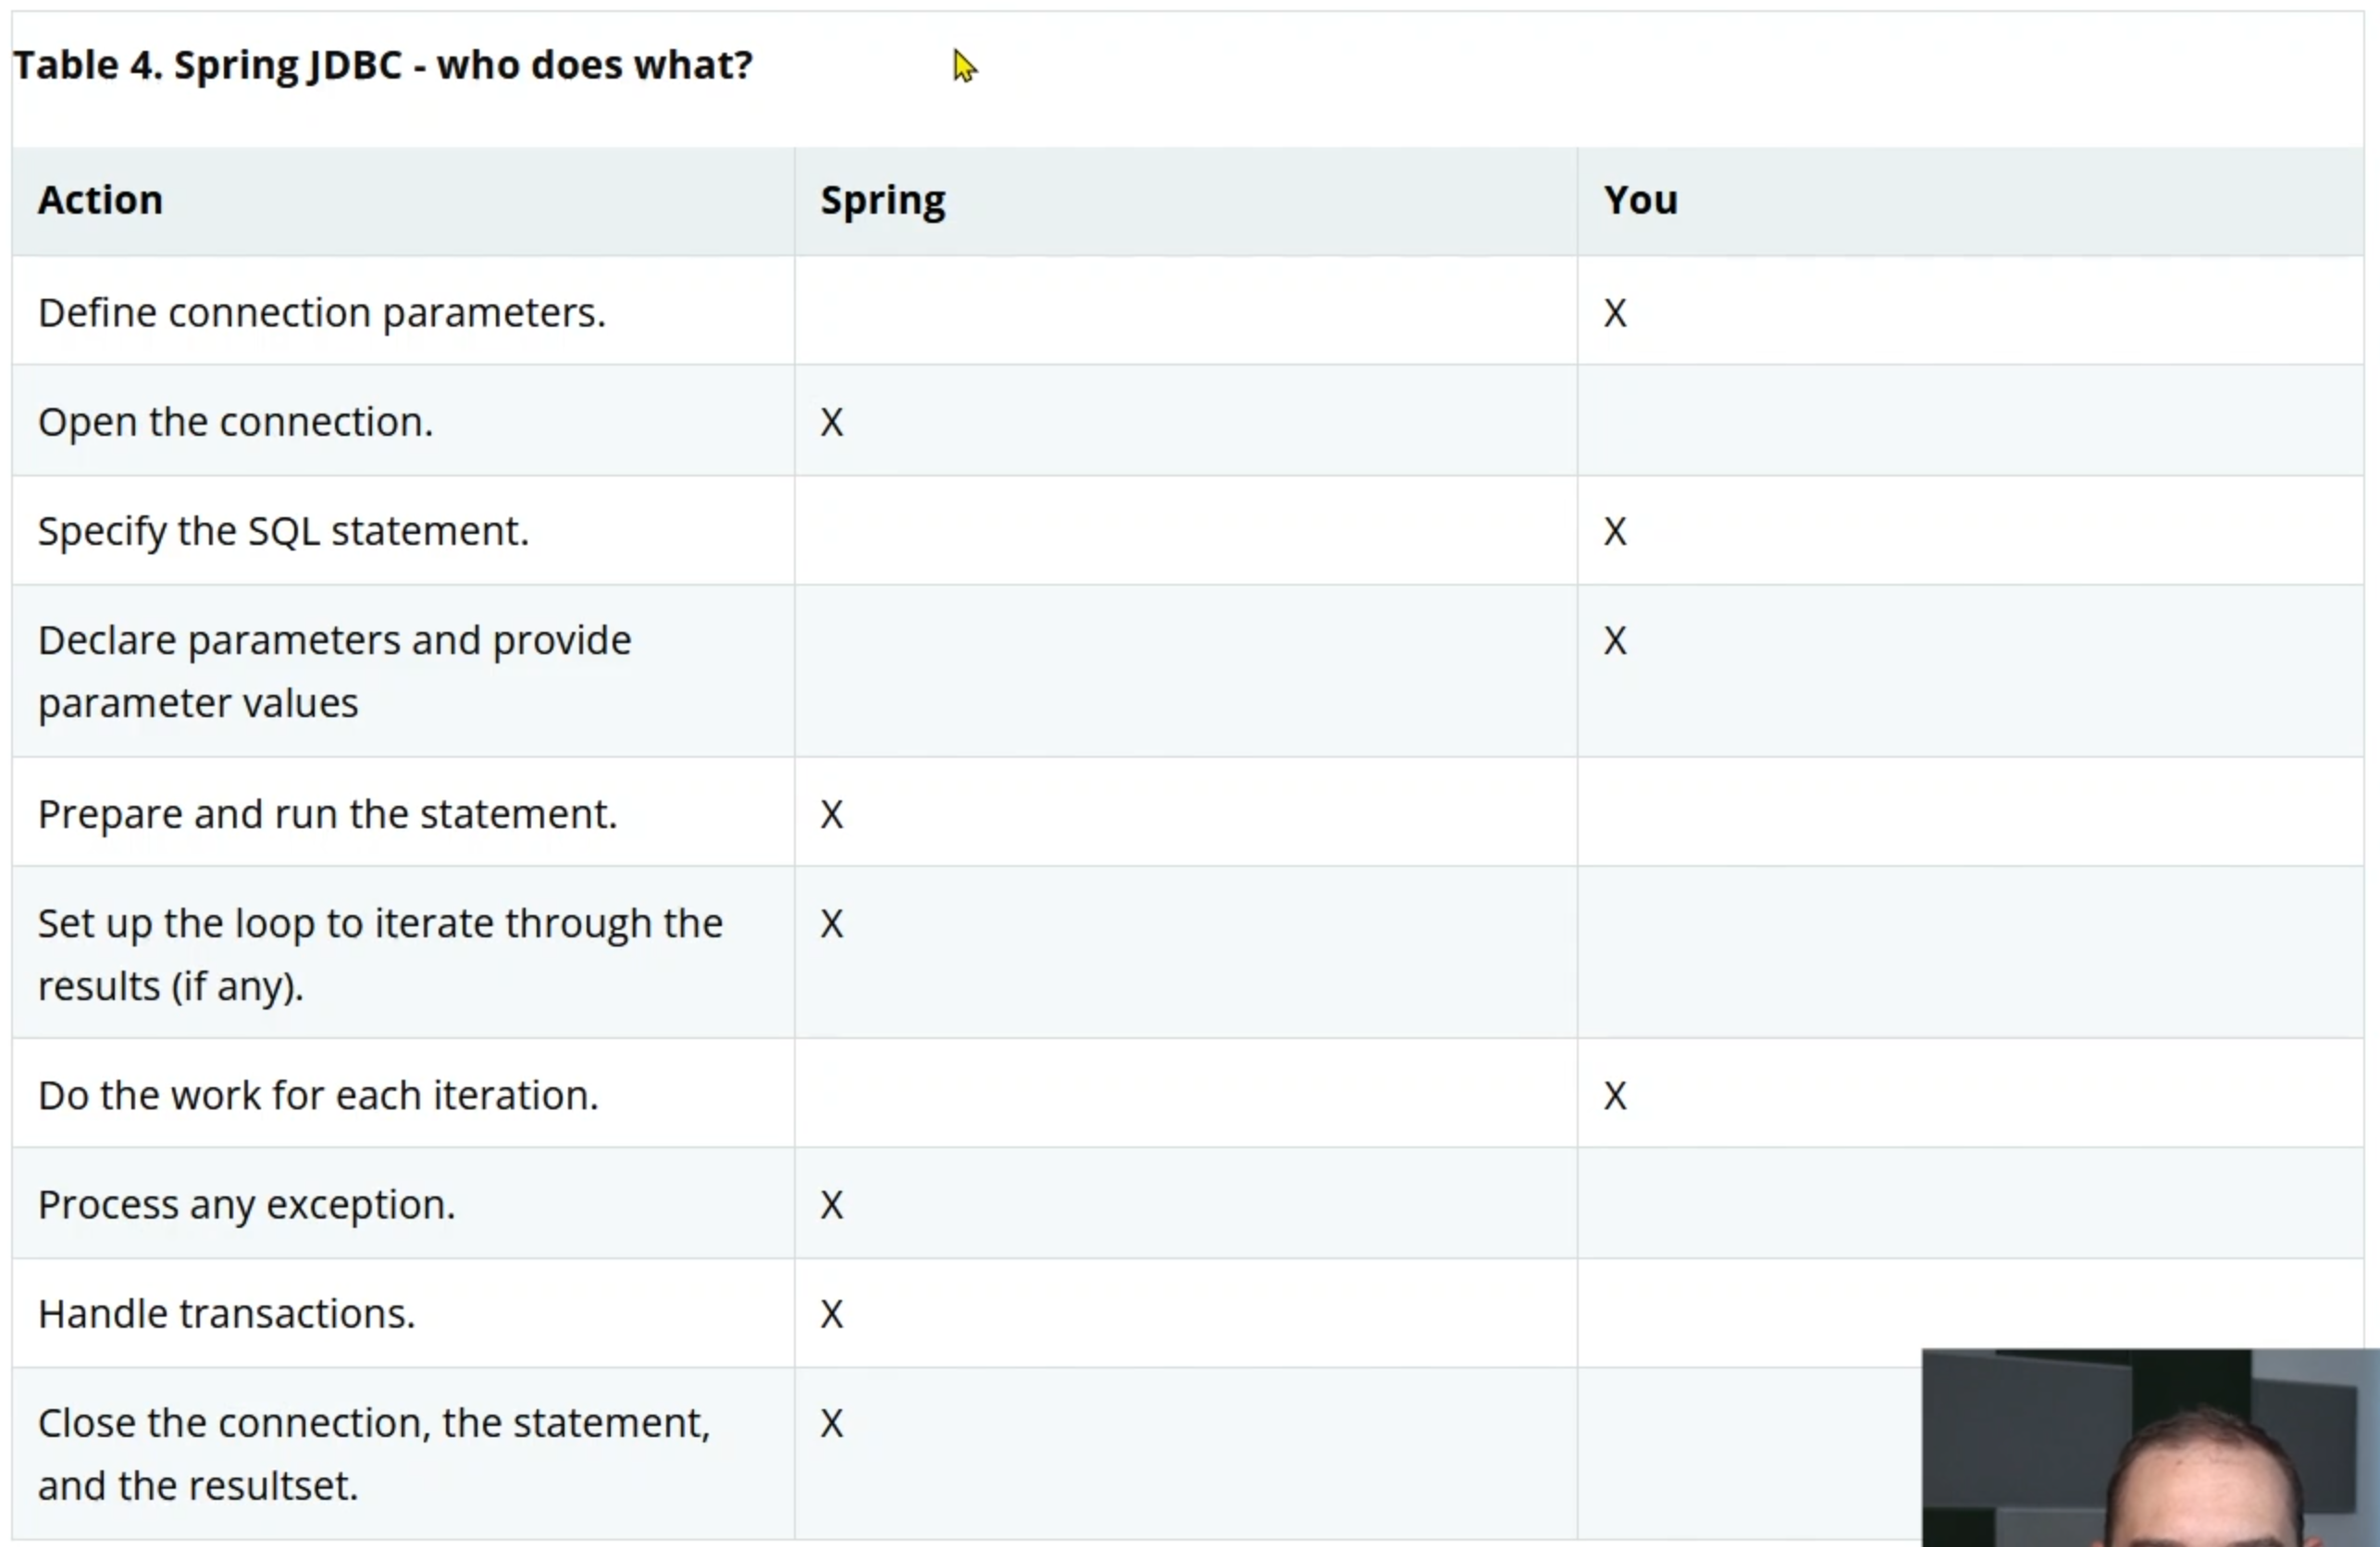 Table 4. Spring JDBC - who does what?
Action Spring You
Define connection parameters. X
Open the connection. X
Specify the SQL statement. X
Declare parameters and provide X
parameter values
Prepare and run the statement. X
Set up the loop to iterate through the X
results (if any).
Do the work for each iteration. X
Process any exception. X
Handle transactions. X
Close the connection, the statement, X
and the resultset.